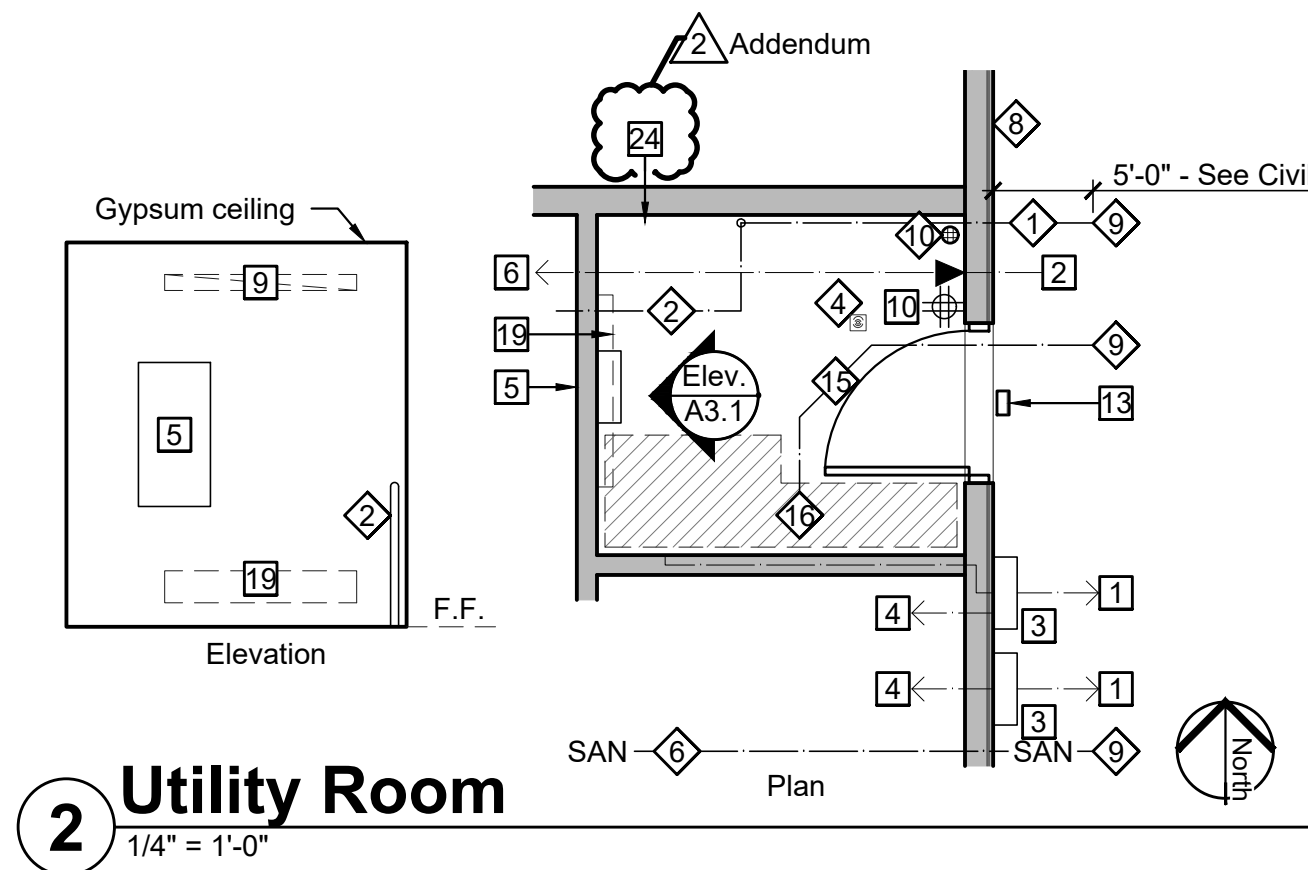 2 Addendum
24
8
5'-0" - See Civi
Gypsum ceiling
1 9
10
6 2
9
4 10
2
19 9
Elev. 15
5 A3.1 13
5
2 16
19
F.F. 1
4 3
Elevation
4 1
3
SAN 6 SAN 9
North
Plan
2 Utility Room
1/4" = 1'-0"